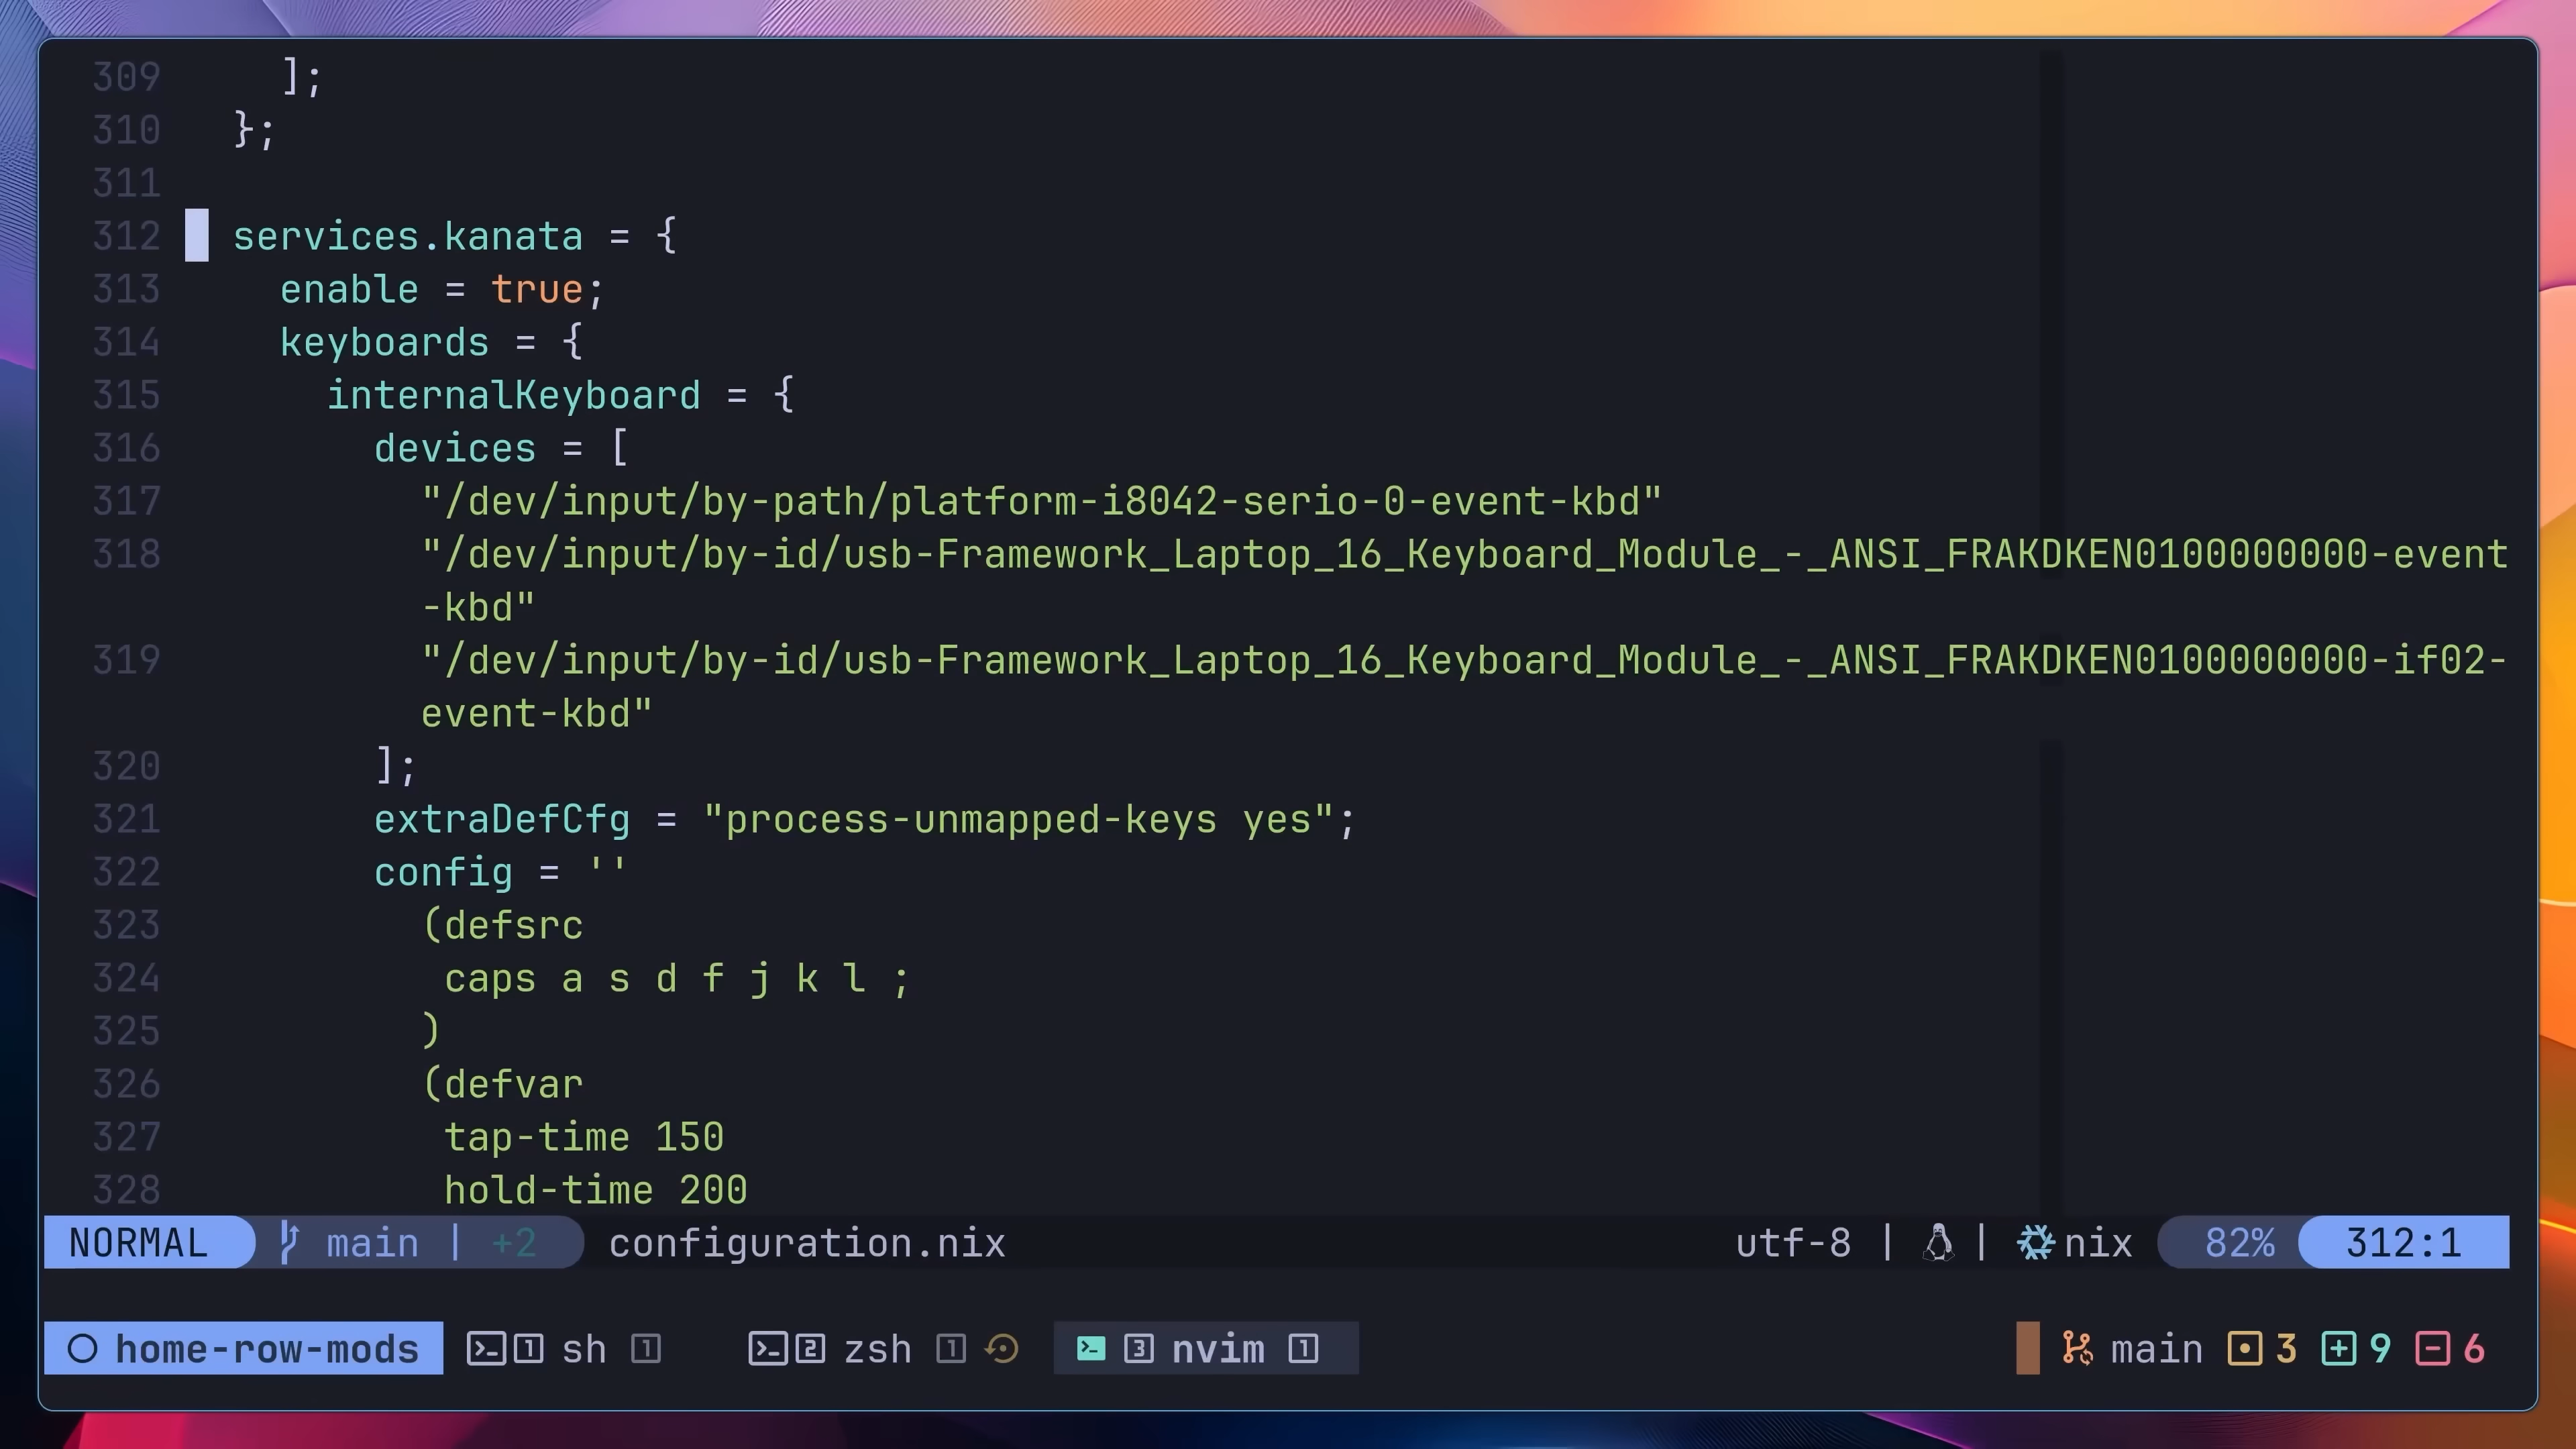 309 ];
310 };
311
312 services.kanata = {
313 enable = true;
314 keyboards = {
315 internalKeyboard = {
316 devices = [
317 "/dev/input/by-path/platform-i8042-serio-0-event-kbd"
318 "/dev/input/by-id/usb-Framework_Laptop_16_Keyboard_Module_-_ANSI_FRAKDKEN0100000000-event
-kbd"
319 "/dev/input/by-id/usb-Framework_Laptop_16_Keyboard_Module_-_ANSI_FRAKDKEN0100000000-if02-
event-kbd"
320 ];
321 extraDefCfg = "process-unmapped-keys yes";
322 config = ''
323 (defsrc
324 caps a s d f j k l ;
325 )
326 (defvar
327 tap-time 150
328 hold-time 200
NORMAL main | +2 configuration.nix utf-8 | | nix 82% 312:1
home-row-mods 1 sh 1 2 zsh 1 3 nvim 1 main 3 9 6